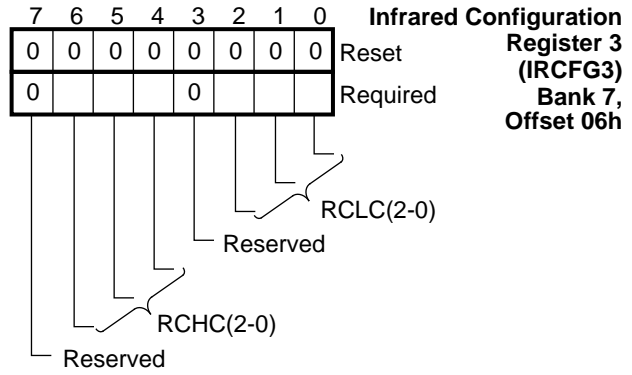 7 6 5 4 3 2 1 0
Infrared Configuration
Register 3
(IRCFG3)
Bank 7,
Offset 06h
0 0 0 0 0 0 0 0 Reset
0 0 Required
RCLC(2-0)
Reserved
RCHC(2-0)
Reserved